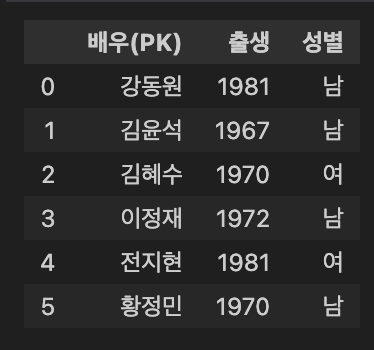 배우(PK) 출생 성별
0 강동원 1981 남
1 김윤석 1967 남
2 김혜수 1970 여
3 이정재 1972 남
4 전지현 1981 여
5 황정민 1970 남